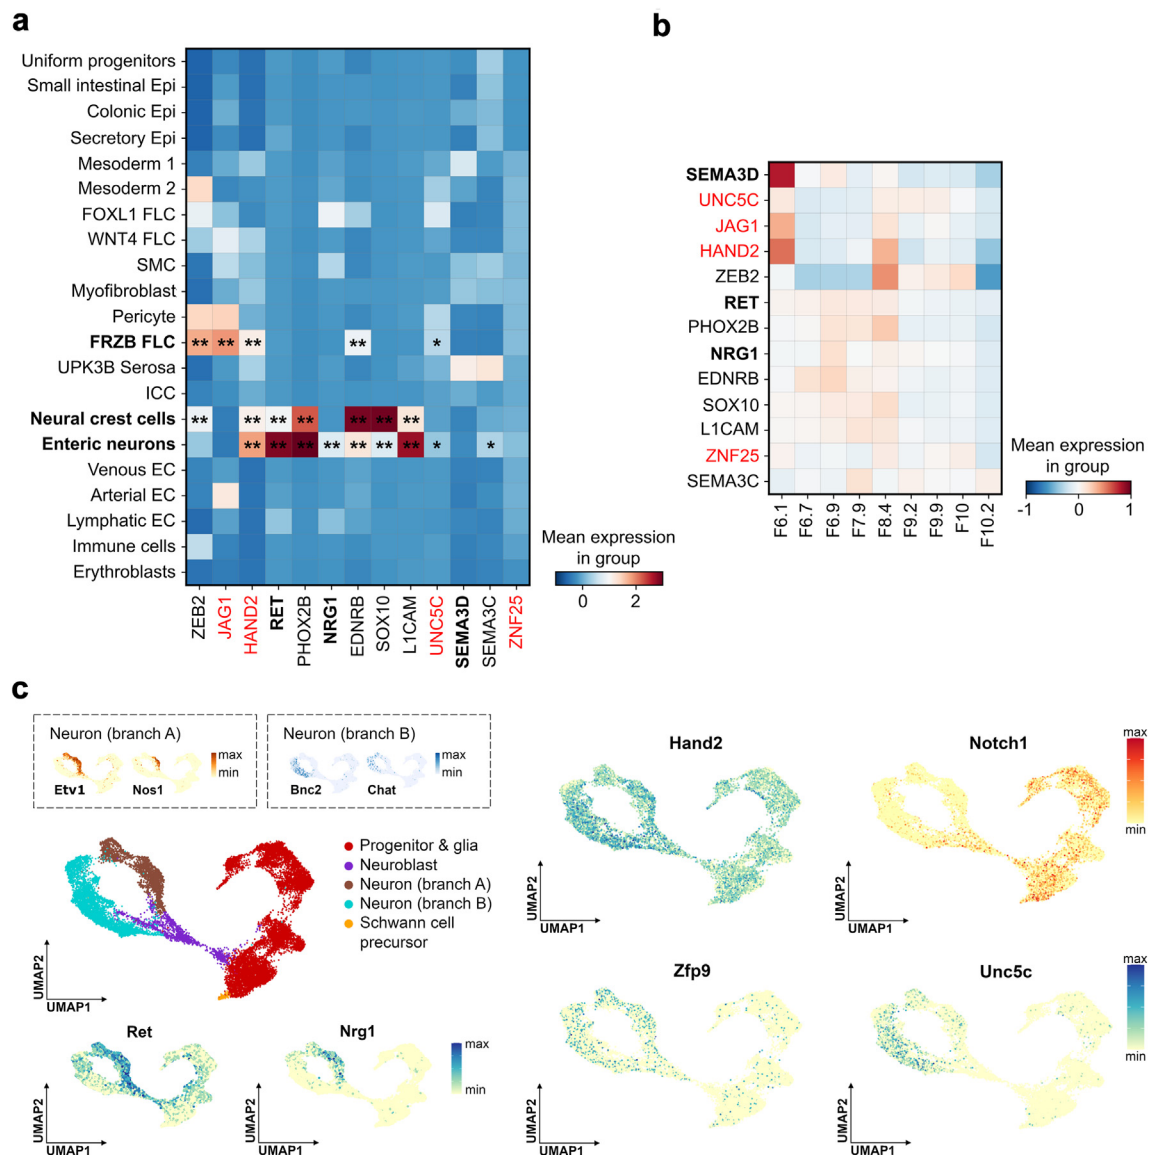 a
Uniform progenitors
Small intestinal Epi
Colonic Epi
Secretory Epi
Mesoderm 1
Mesoderm 2
FOXL1 FLC
WNT4 FLC
SMC
Myofibroblast
Pericyte
FRZB FLC
** ** ** ** *
UPK3B Serosa
ICC
Neural crest cells
** ** ** ** ** ** **
Enteric neurons
** ** ** ** ** ** ** * *
Venous EC
Arterial EC
Lymphatic EC
Immune cells
Erythroblasts
ZEB2
JAG1
HAND2
RET
PHOX2B
NRG1
EDNRB
SOX10
L1CAM
UNC5C
SEMA3D
SEMA3C
ZNF25
Mean expression
in group
0 2
b
SEMA3D
UNC5C
JAG1
HAND2
ZEB2
RET
PHOX2B
NRG1
EDNRB
SOX10
L1CAM
ZNF25
SEMA3C
F6.1
F6.7
F6.9
F7.9
F8.4
F9.2
F9.9
F10
F10.2
Mean expression
in group
-1 0 1
c
Neuron (branch A)
max
min
Etv1 Nos1
Neuron (branch B)
max
min
Bnc2 Chat
Progenitor & glia
Neuroblast
Neuron (branch A)
Neuron (branch B)
Schwann cell
precursor
UMAP2
UMAP1
Ret
UMAP2
UMAP1
Nrg1
max
min
UMAP2
UMAP1
Hand2
UMAP2
UMAP1
Notch1
max
min
UMAP2
UMAP1
Zfp9
UMAP2
UMAP1
Unc5c
max
min
UMAP2
UMAP1